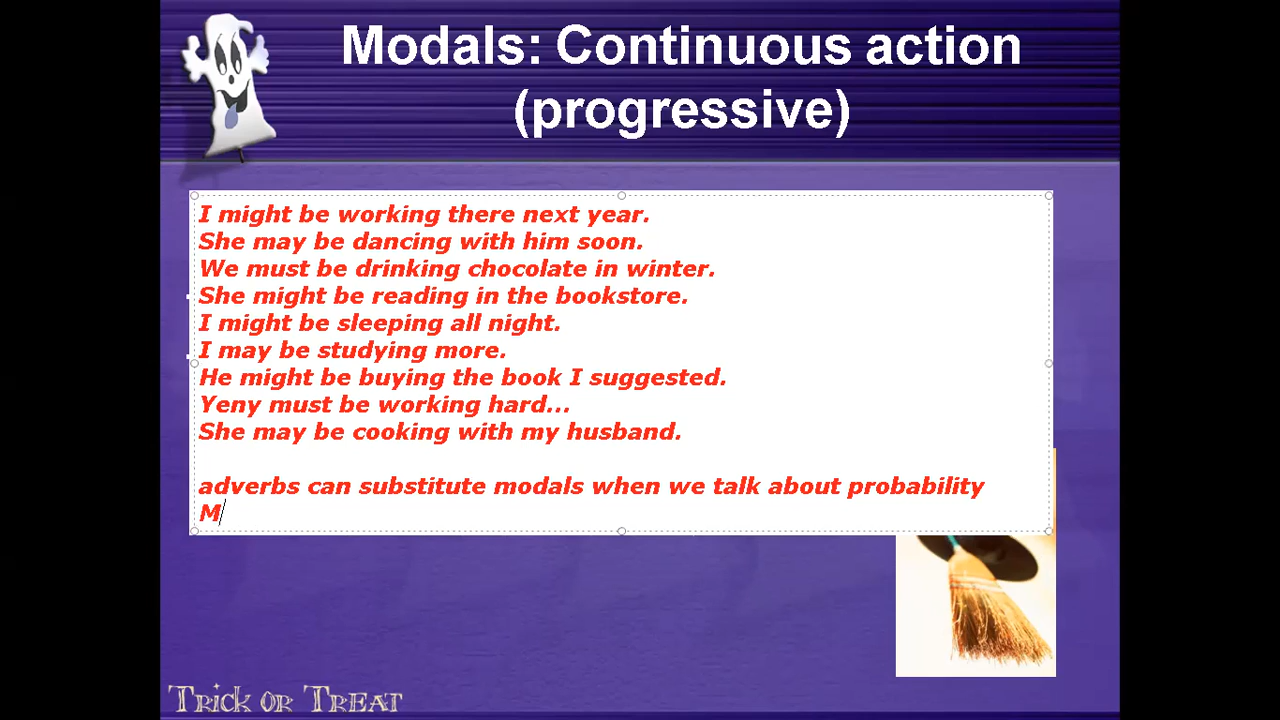 Modals: Continuous action
(progressive)
I might be working there next year.
She may be dancing with him soon.
We must be drinking chocolate in winter.
She might be reading in the bookstore.
I might be sleeping all night.
I may be studying more.
He might be buying the book I suggested.
Yeny must be working hard...
She may be cooking with my husband.
adverbs can substitute modals when we talk about probability
M
Trick or Treat